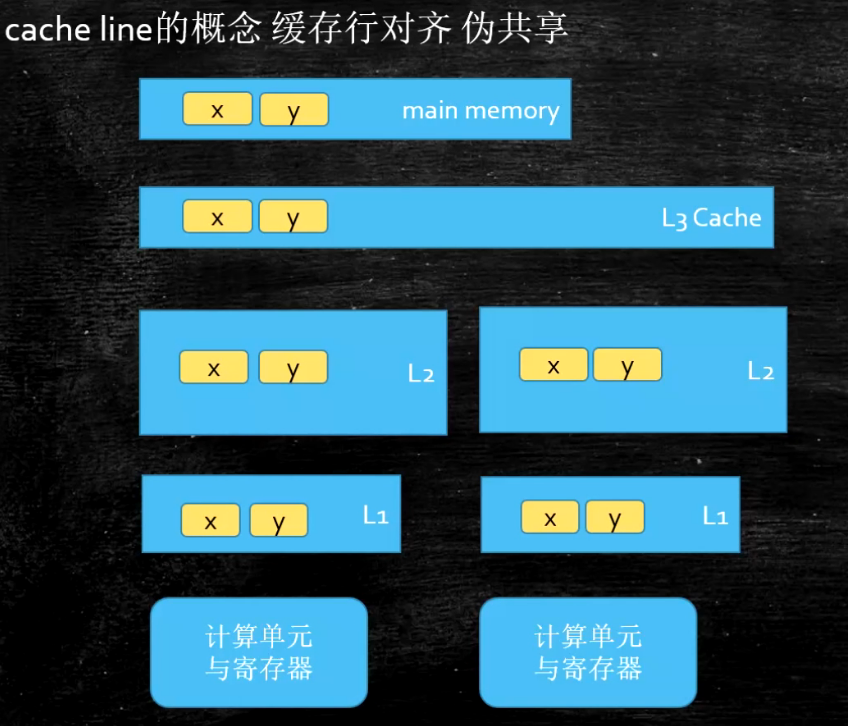 cache line的概念 缓存行对齐 伪共享
x y main memory
x y L3 Cache
x y L2 x y L2
x y L1 x y L1
计算单元 计算单元
与寄存器 与寄存器